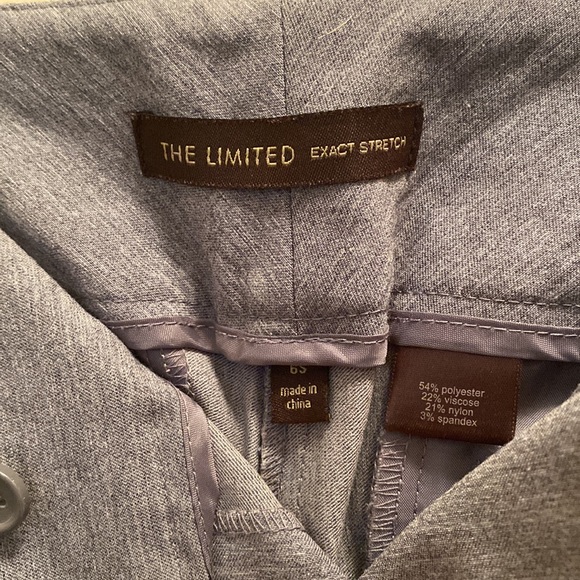 THE LIMITED EXACT STRETCH
6S
made in
china
54% polyester
22% viscose
21% nylon
3% spandex